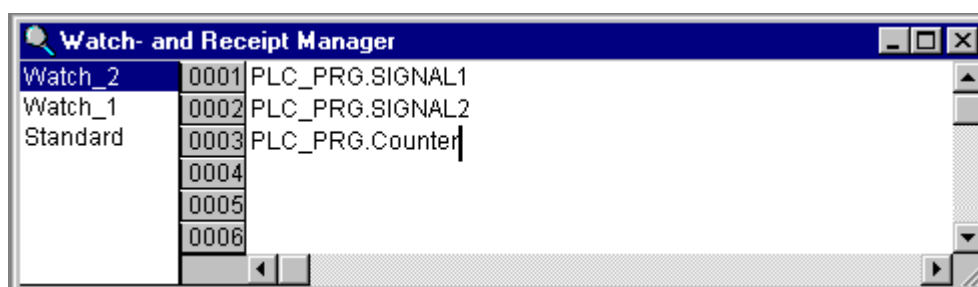 Watch- and Receipt Manager
Watch_2
Watch_1
Standard
0001 PLC_PRG.SIGNAL1
0002 PLC_PRG.SIGNAL2
0003 PLC_PRG.Counter
0004
0005
0006